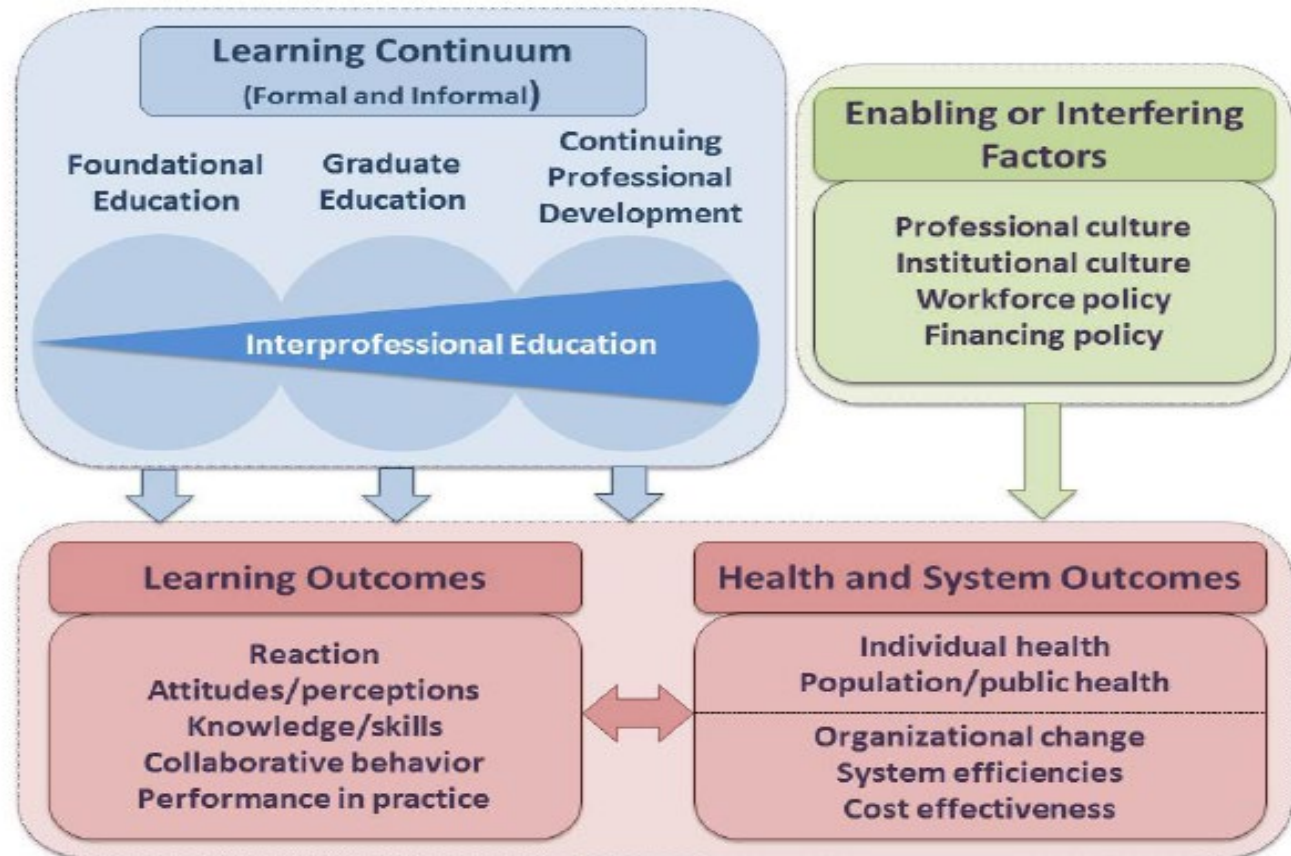 Learning Continuum
(Formal and Informal)
Foundational
Education
Graduate
Education
Continuing
Professional
Development
Interprofessional Education
Enabling or Interfering
Factors
Professional culture
Institutional culture
Workforce policy
Financing policy
Learning Outcomes
Reaction
Attitudes/perceptions
Knowledge/skills
Collaborative behavior
Performance in practice
Health and System Outcomes
Individual health
Population/public health
Organizational change
System efficiencies
Cost effectiveness